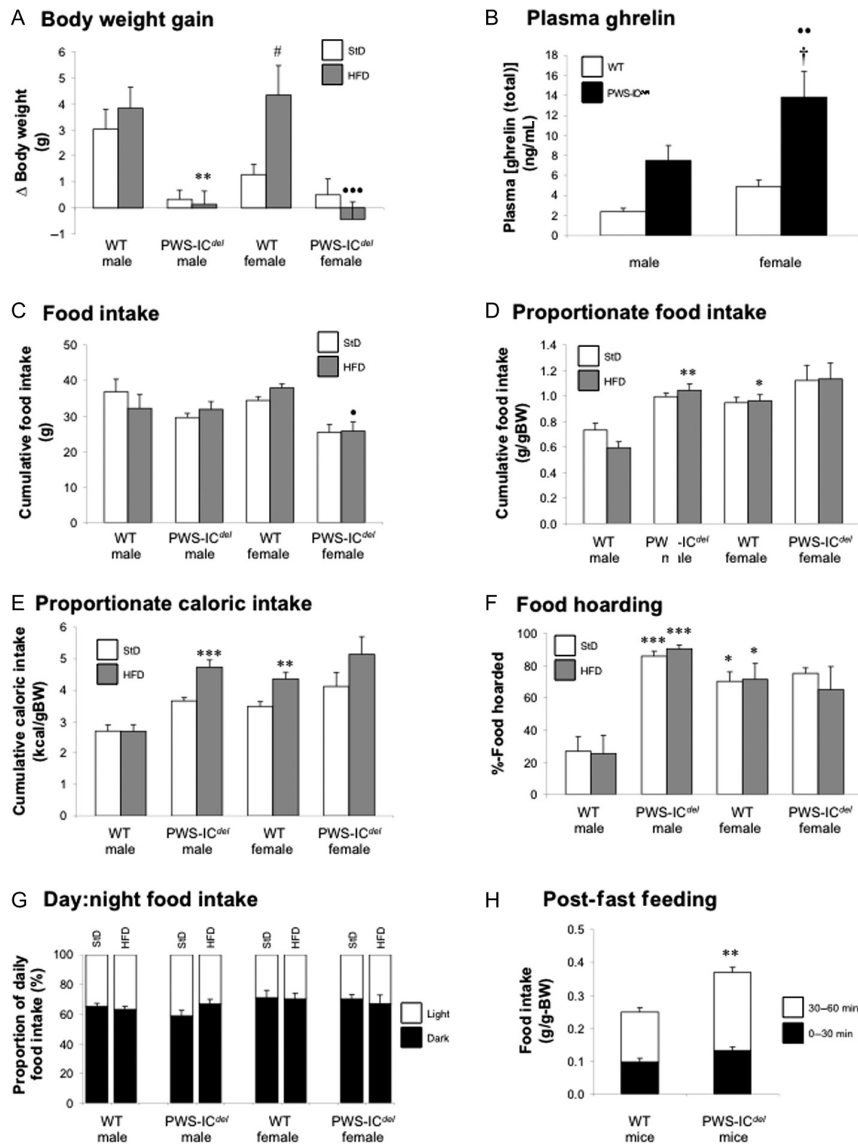 A Body weight gain
StD
HFD
#
**
•••
Δ Body weight
(g)
6
5
4
3
2
1
0
–1
WT
male
PWS-IC^del
male
WT
female
PWS-IC^del
female
B Plasma ghrelin
WT
••
†
Plasma [ghrelin (total)]
(ng/mL)
18
16
14
12
10
8
6
4
2
0
male
female
C Food intake
StD
HFD
•
Cumulative food intake
(g)
50
40
30
20
10
0
WT
male
PWS-IC^del
male
WT
female
PWS-IC^del
female
D Proportionate food intake
StD
HFD
**
*
Cumulative food intake
(g/gBW)
1.4
1.2
1.0
0.8
0.6
0.4
0.2
0.0
WT
male
WT
female
PWS-IC^del
female
E Proportionate caloric intake
StD
HFD
***
**
Cumulative caloric intake
(kcal/gBW)
6
5
4
3
2
1
0
WT
male
PWS-IC^del
male
WT
female
PWS-IC^del
female
F Food hoarding
StD
HFD
***
***
*
*
%-Food hoarded
100
80
60
40
20
0
WT
male
PWS-IC^del
male
WT
female
PWS-IC^del
female
G Day:night food intake
StD
HFD
StD
HFD
StD
HFD
StD
HFD
Proportion of daily
food intake (%)
100
80
60
40
20
0
Light
Dark
WT
male
PWS-IC^del
male
WT
female
PWS-IC^del
female
H Post-fast feeding
**
Food intake
(g/g-BW)
0.5
0.4
0.3
0.2
0.1
0.0
30–60 min
0–30 min
WT
mice
PWS-IC^del
mice